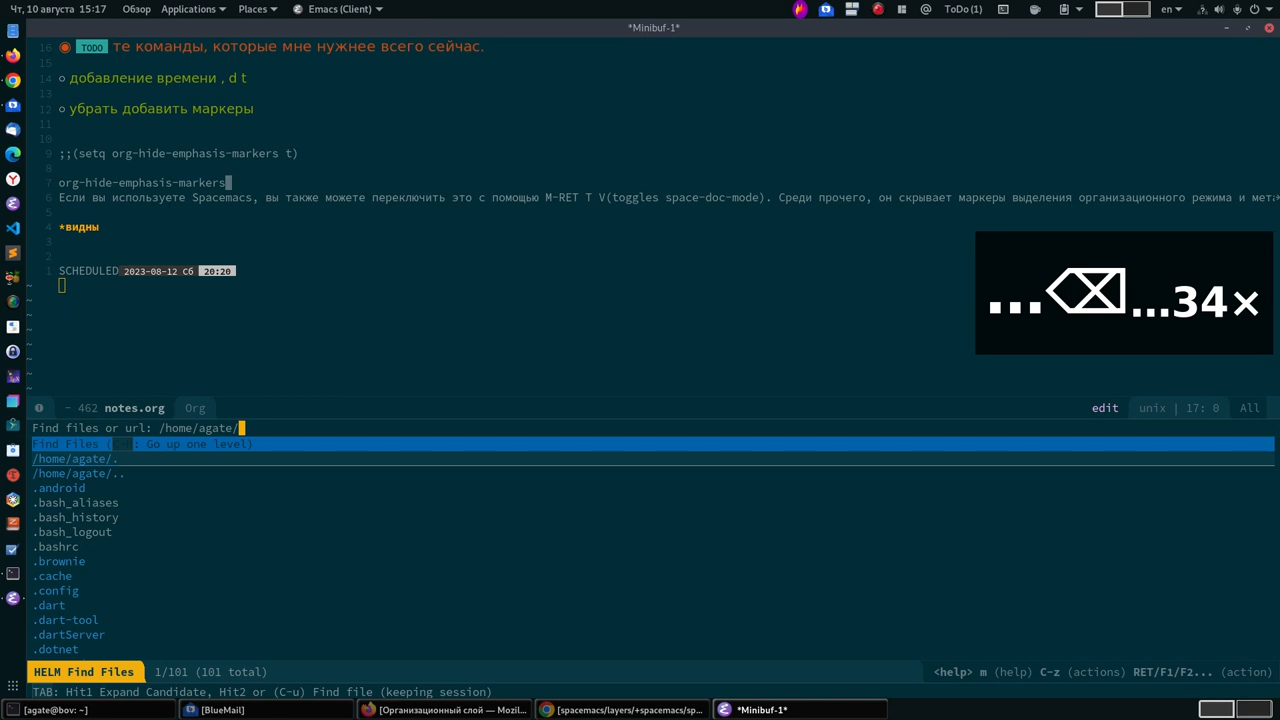 Чт, 10 августа 15:17 Обзор Applications Places Emacs (Client) ToDo (1) en
*Minibuf-1*
16 TODO те команды, которые мне нужнее всего сейчас.
15
14 добавление времени , d t
13
12 убрать добавить маркеры
11
10
9 ;;(setq org-hide-emphasis-markers t)
8
7 org-hide-emphasis-markers
6 Если вы используете Spacemacs, вы также можете переключить это с помощью M-RET T V(toggles space-doc-mode). Среди прочего, он скрывает маркеры выделения организационного режима и мета
5
4 *видны
3
2
1 SCHEDULED 2023-08-12 Сб 20:20
~
~
~
~
~
~
~
~
...⌫...34×
- 462 notes.org Org edit unix | 17: 0 All
Find files or url: /home/agate/
Find Files (C-l: Go up one level)
/home/agate/.
/home/agate/..
.android
.bash_aliases
.bash_history
.bash_logout
.bashrc
.brownie
.cache
.config
.dart
.dart-tool
.dartServer
.dotnet
HELM Find Files 1/101 (101 total) <help> m (help) C-z (actions) RET/F1/F2... (action)
TAB: Hit1 Expand Candidate, Hit2 or (C-u) Find file (keeping session)
[agate@bov: ~] [BlueMail] [Организационный слой — Mozil... [spacemacs/layers/+spacemacs/sp... *Minibuf-1*